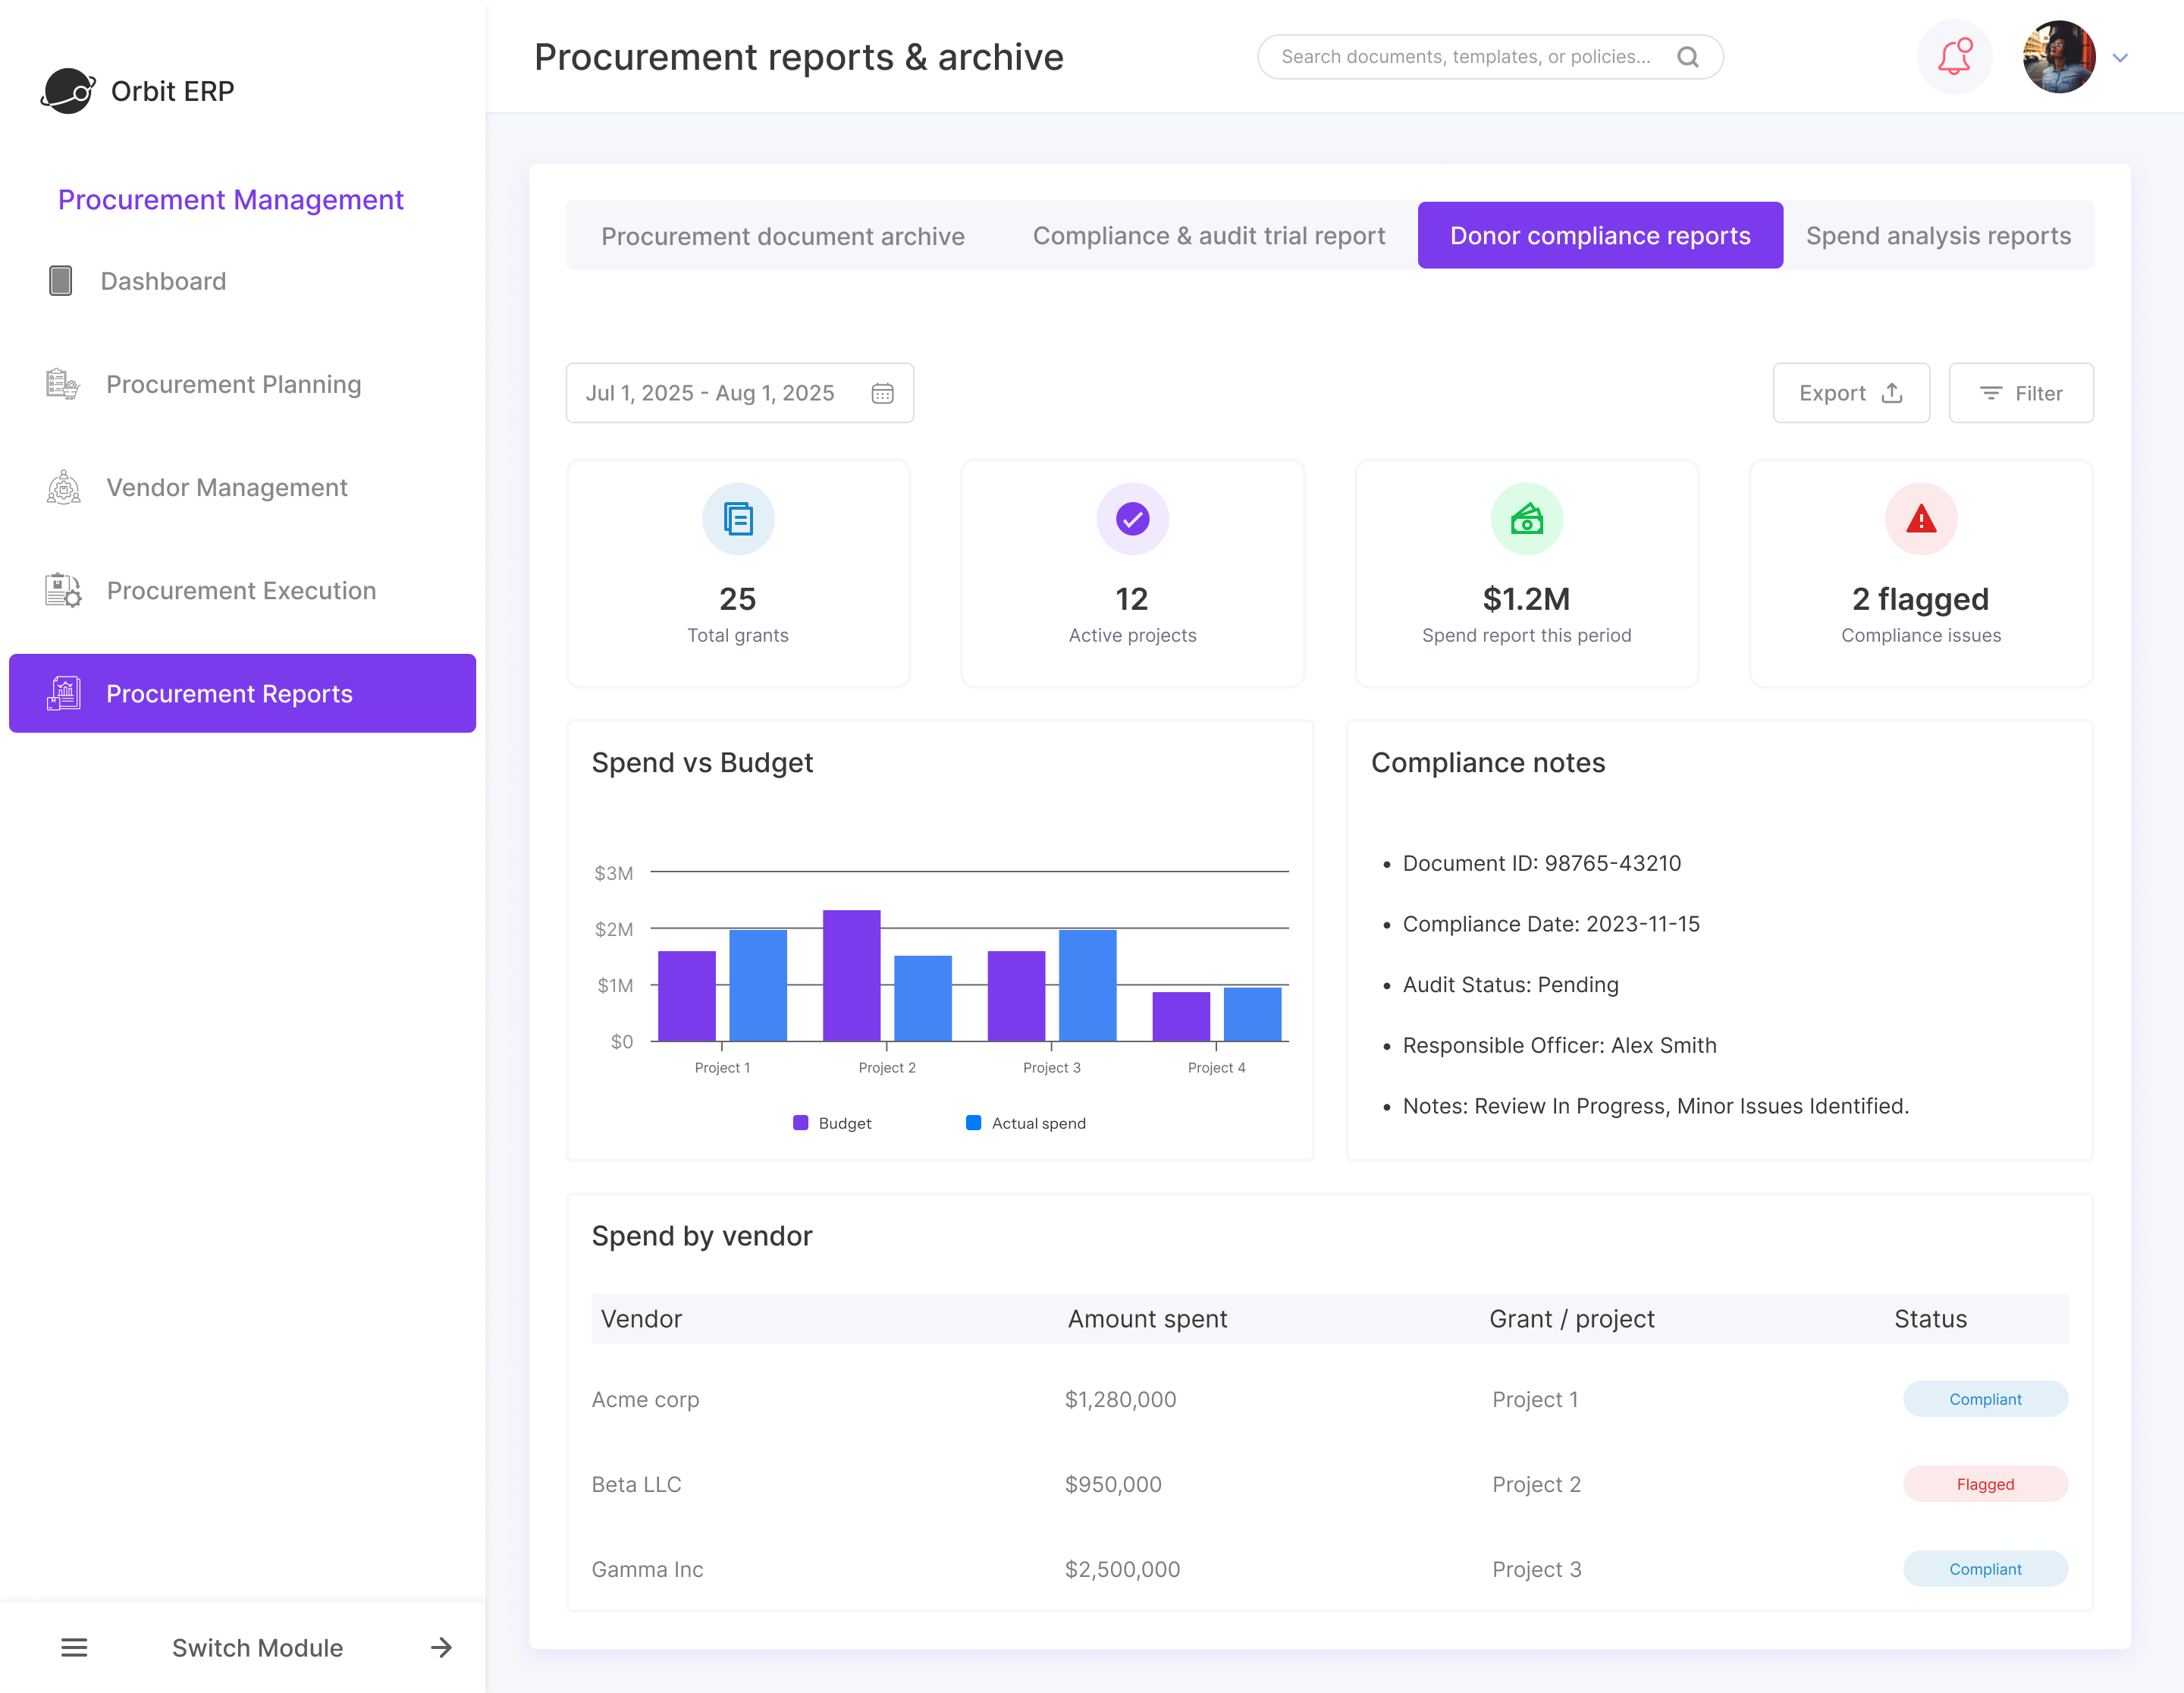 Orbit ERP
Procurement Management
Dashboard
Procurement Planning
Vendor Management
Procurement Execution
Procurement Reports
Switch Module
Procurement reports & archive
Search documents, templates, or policies...
Procurement document archive
Compliance & audit trial report
Donor compliance reports
Spend analysis reports
Jul 1, 2025 - Aug 1, 2025
Export
Filter
25
Total grants
12
Active projects
$1.2M
Spend report this period
2 flagged
Compliance issues
Spend vs Budget
$3M
$2M
$1M
$0
Project 1
Project 2
Project 3
Project 4
Budget
Actual spend
Compliance notes
• Document ID: 98765-43210
• Compliance Date: 2023-11-15
• Audit Status: Pending
• Responsible Officer: Alex Smith
• Notes: Review In Progress, Minor Issues Identified.
Spend by vendor
Vendor Amount spent Grant / project Status
Acme corp $1,280,000 Project 1 Compliant
Beta LLC $950,000 Project 2 Flagged
Gamma Inc $2,500,000 Project 3 Compliant